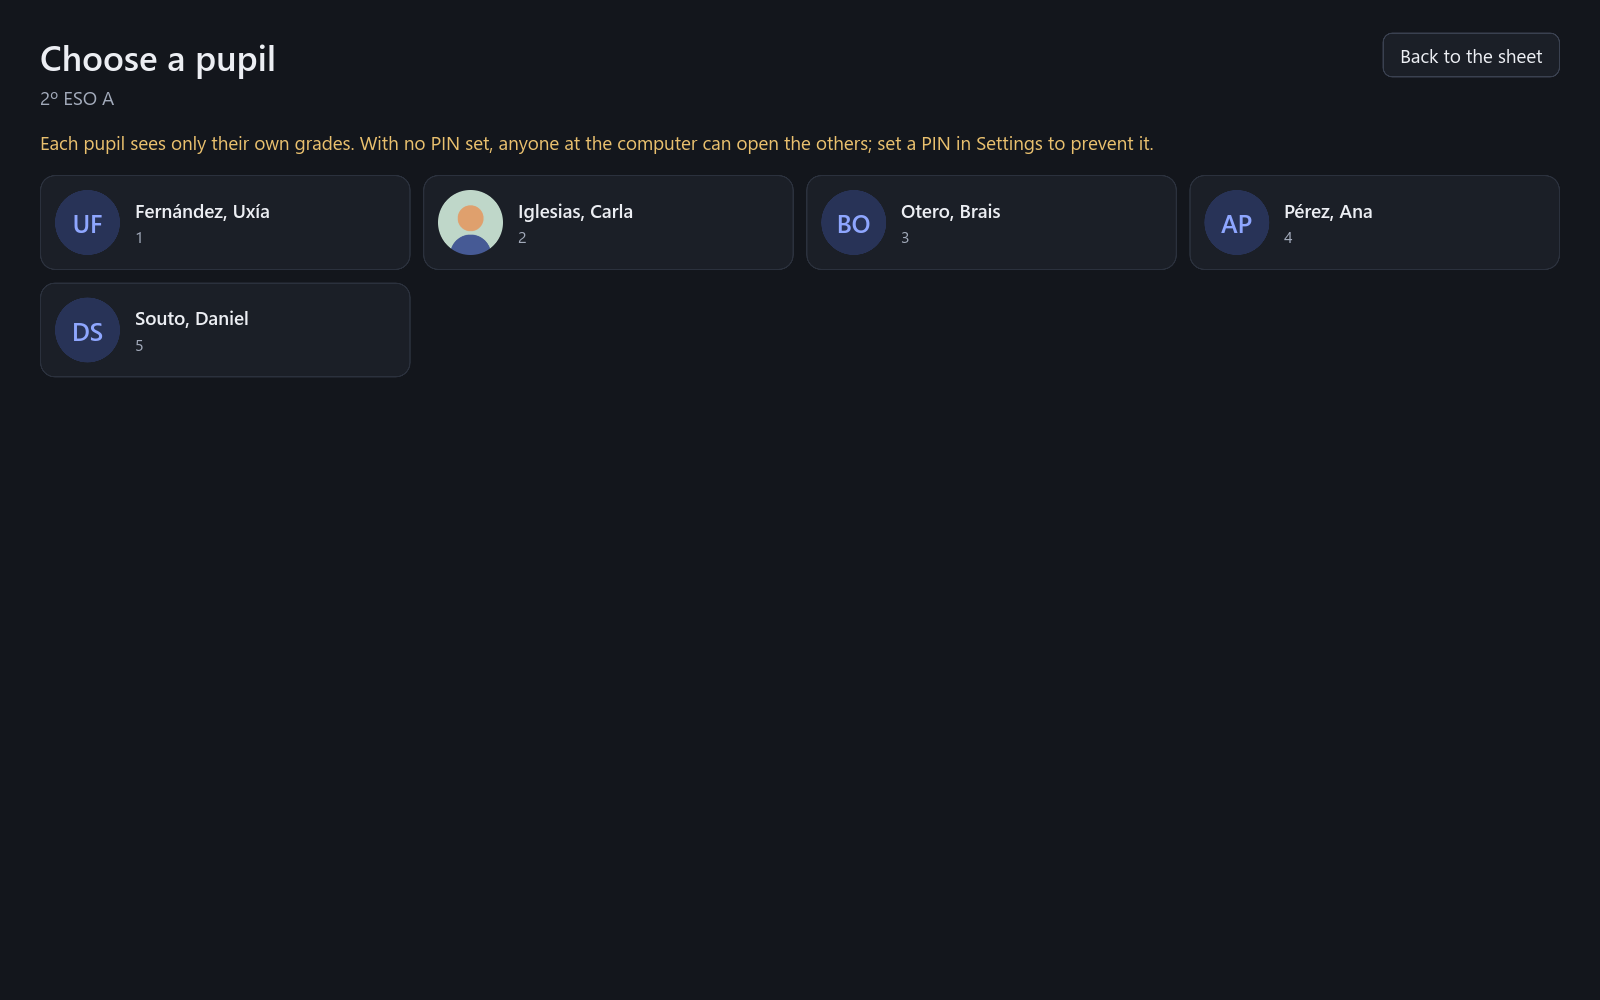 Choose a pupil
Back to the sheet
2º ESO A
Each pupil sees only their own grades. With no PIN set, anyone at the computer can open the others; set a PIN in Settings to prevent it.
UF
Fernández, Uxía
1
Iglesias, Carla
2
BO
Otero, Brais
3
AP
Pérez, Ana
4
DS
Souto, Daniel
5